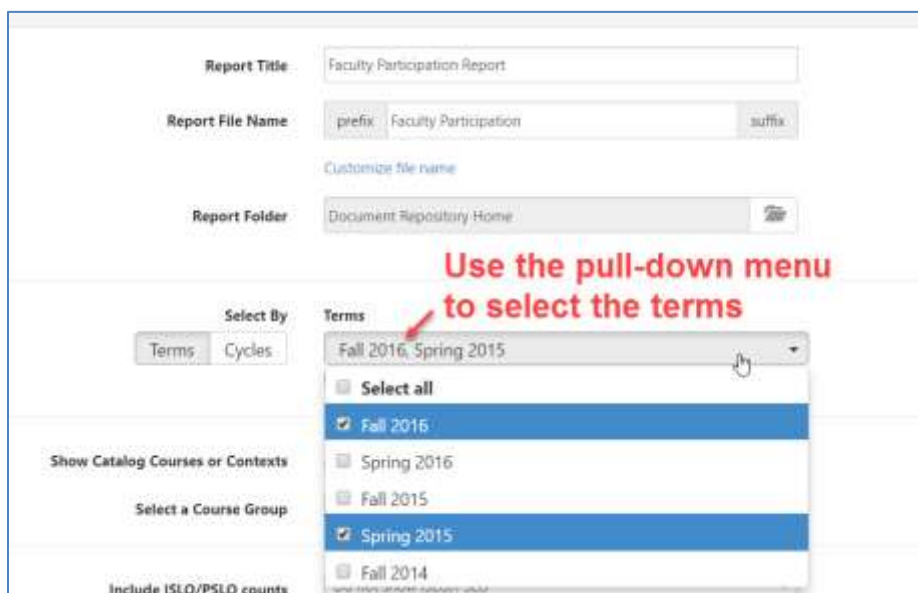 Report Title Faculty Participation Report
Report File Name prefix Faculty Participation suffix
Customize file name
Report Folder Document Repository Home
Use the pull-down menu
to select the terms
Select By Terms
Terms Cycles Fall 2016, Spring 2015
Select all
Fall 2016
Spring 2016
Show Catalog Courses or Contexts
Fall 2015
Select a Course Group
Spring 2015
Fall 2014
Include ISLO/PSLO counts